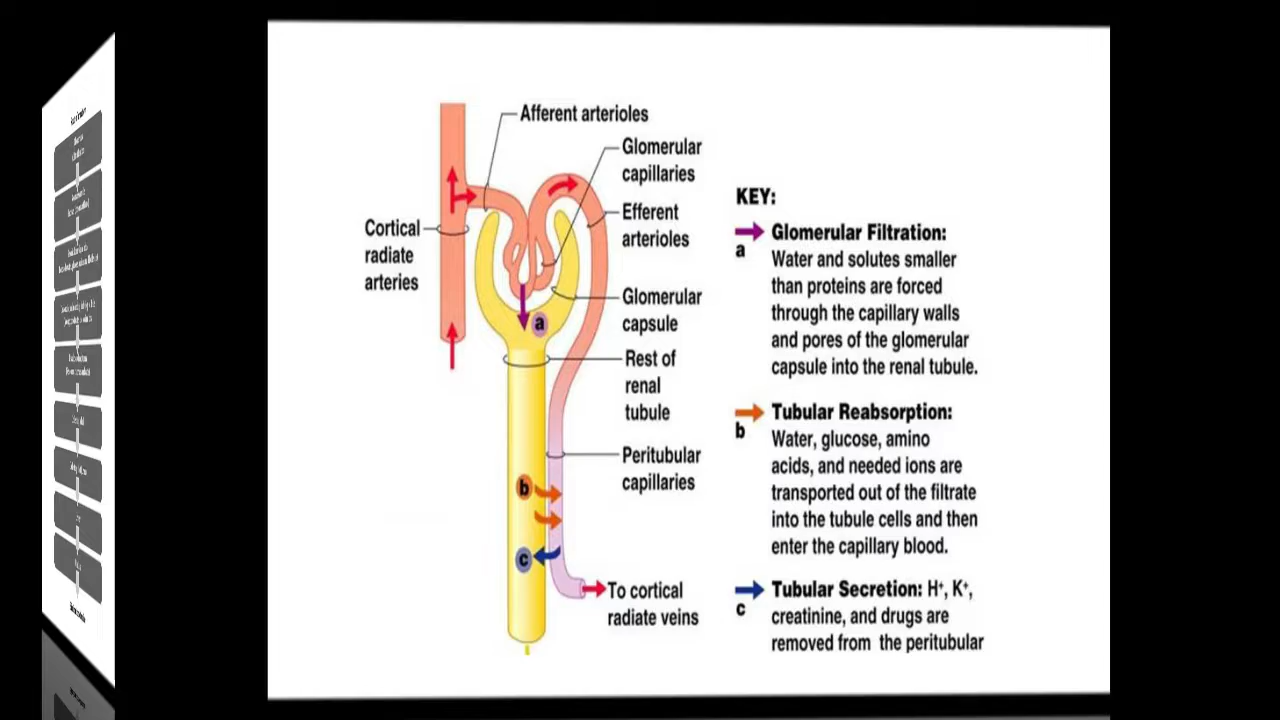 Afferent arterioles
Glomerular
capillaries
Efferent
arterioles
Cortical
radiate
arteries
Glomerular
capsule
a
Rest of
renal
tubule
Peritubular
capillaries
b
c
To cortical
radiate veins
KEY:
a
Glomerular Filtration:
Water and solutes smaller
than proteins are forced
through the capillary walls
and pores of the glomerular
capsule into the renal tubule.
b
Tubular Reabsorption:
Water, glucose, amino
acids, and needed ions are
transported out of the filtrate
into the tubule cells and then
enter the capillary blood.
c
Tubular Secretion: H⁺, K⁺,
creatinine, and drugs are
removed from the peritubular